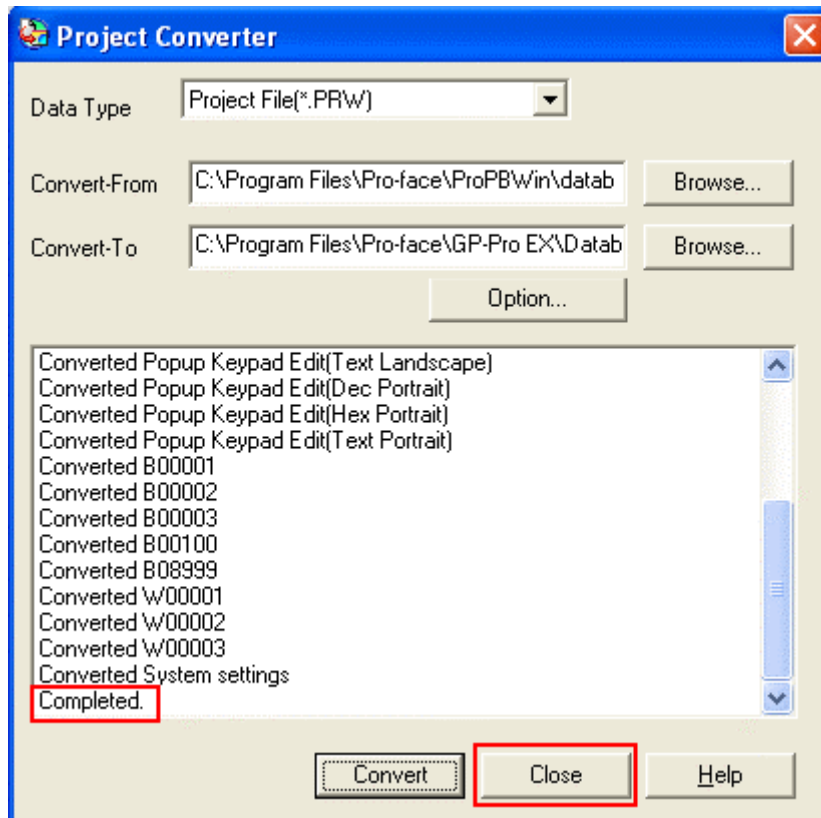 Project Converter
Data Type Project File(*.PRW)
Convert-From C:\Program Files\Pro-face\ProPBWin\datab Browse...
Convert-To C:\Program Files\Pro-face\GP-Pro EX\Datab Browse...
Option...
Converted Popup Keypad Edit(Text Landscape)
Converted Popup Keypad Edit(Dec Portrait)
Converted Popup Keypad Edit(Hex Portrait)
Converted Popup Keypad Edit(Text Portrait)
Converted B00001
Converted B00002
Converted B00003
Converted B00100
Converted B08999
Converted W00001
Converted W00002
Converted W00003
Converted System settings
Completed.
Convert Close Help